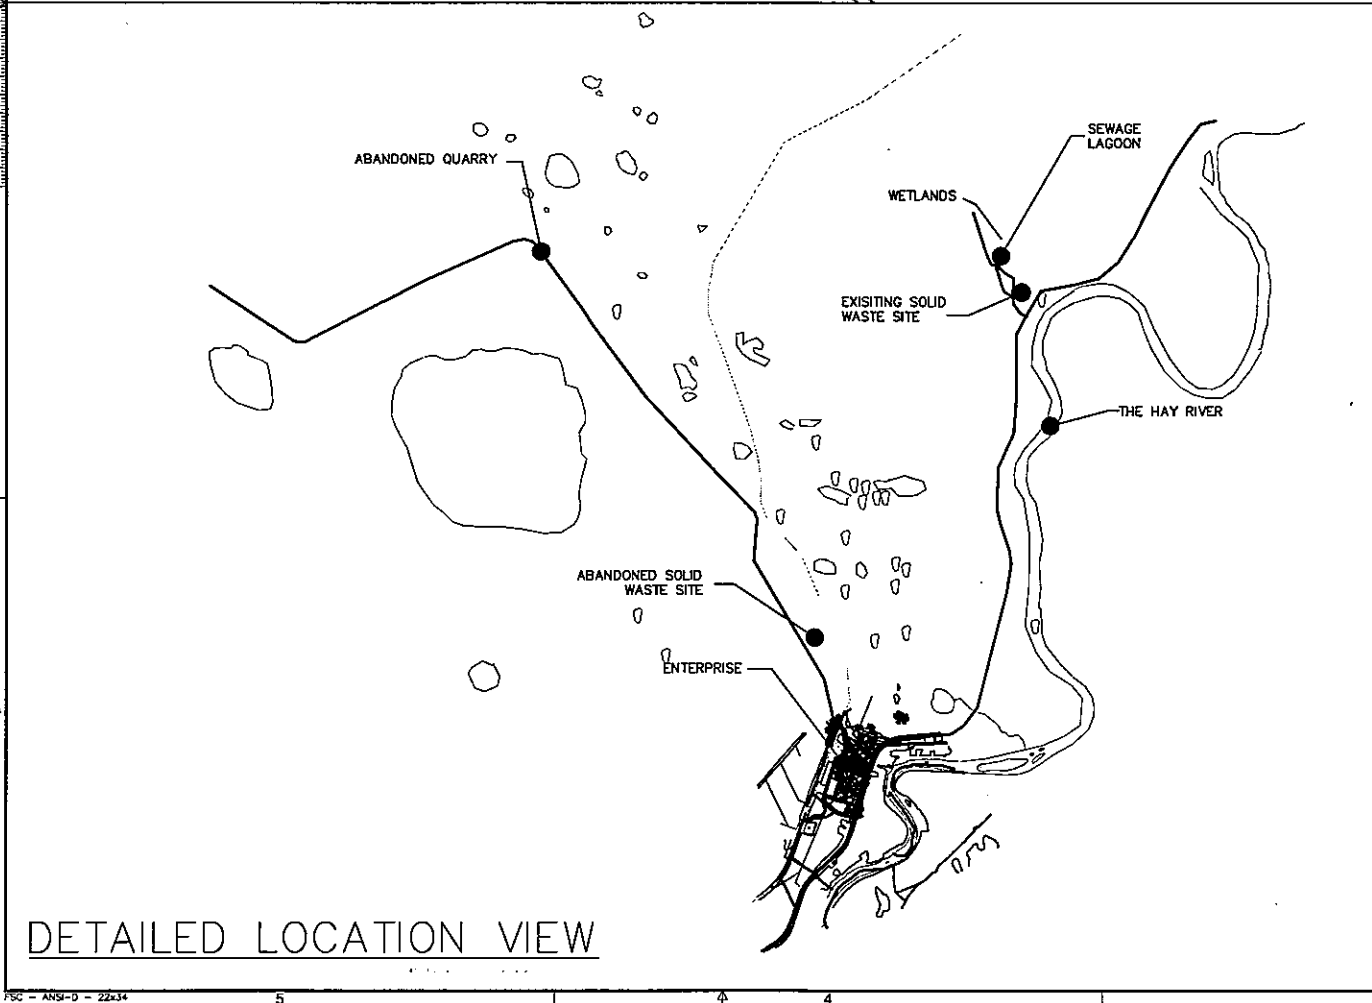 SEWAGE
LAGOON
ABANDONED QUARRY
WETLANDS
EXISITING SOLID
WASTE SITE
THE HAY RIVER
ABANDONED SOLID
WASTE SITE
ENTERPRISE
DETAILED LOCATION VIEW
FSC - ANSI-D - 22x34
5
4
4